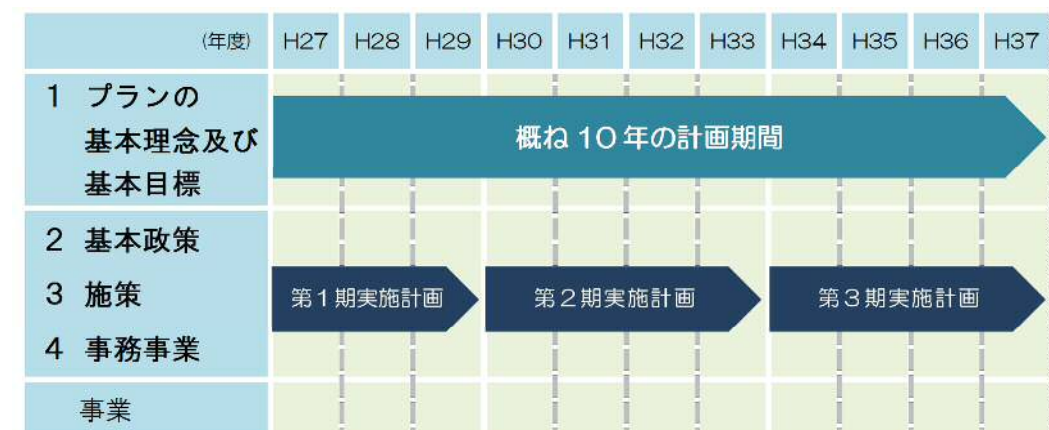 (年度) H27 H28 H29 H30 H31 H32 H33 H34 H35 H36 H37
1 プランの
基本理念及び
基本目標
概ね10年の計画期間
2 基本政策
3 施策
4 事務事業
第1期実施計画 第2期実施計画 第3期実施計画
事業